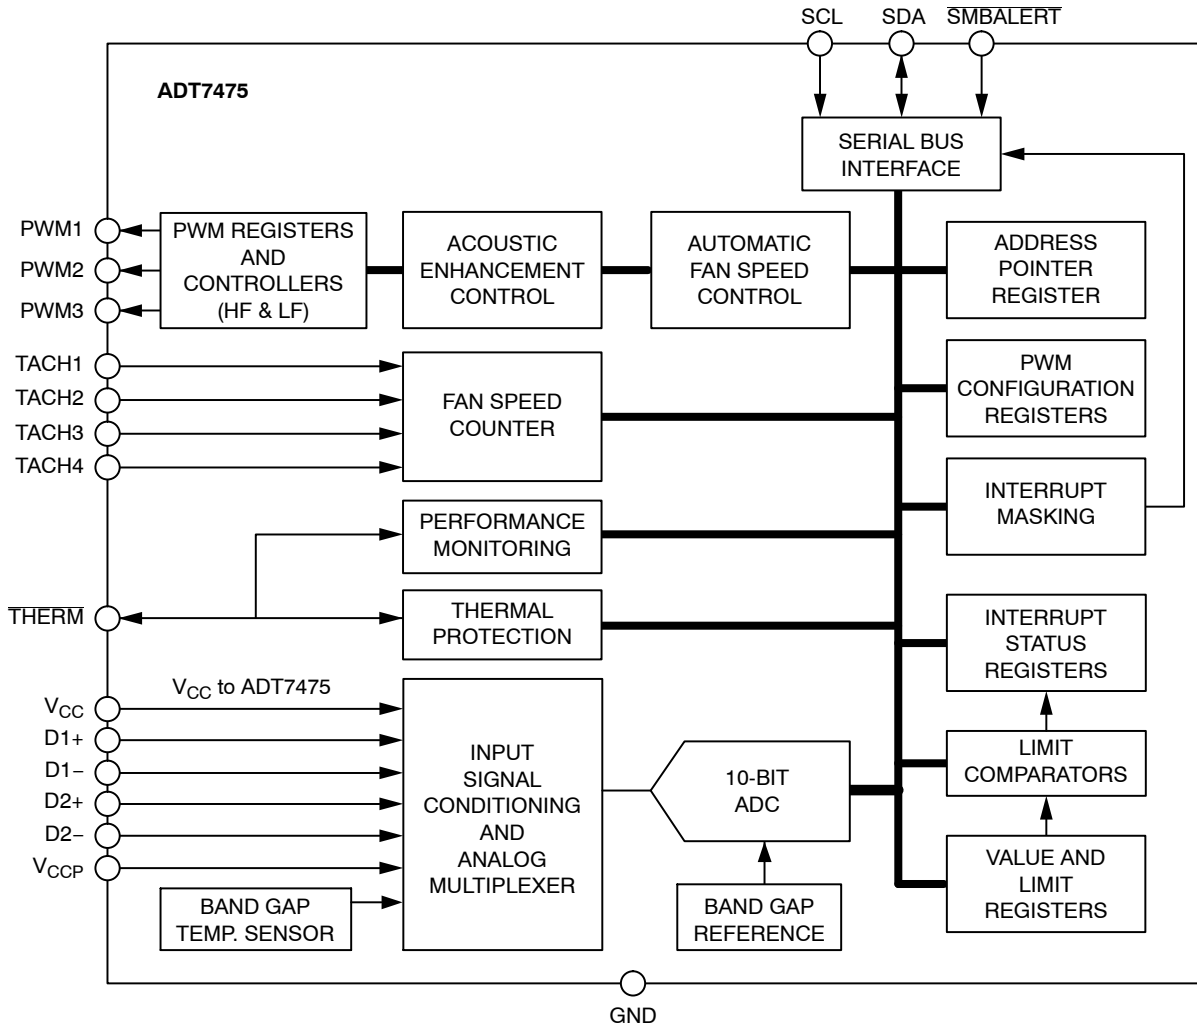 SCL SDA SMBALERT
ADT7475
SERIAL BUS
INTERFACE
PWM1
PWM2
PWM3
PWM REGISTERS
AND
CONTROLLERS
(HF & LF)
ACOUSTIC
ENHANCEMENT
CONTROL
AUTOMATIC
FAN SPEED
CONTROL
ADDRESS
POINTER
REGISTER
TACH1
TACH2
TACH3
TACH4
FAN SPEED
COUNTER
PWM
CONFIGURATION
REGISTERS
PERFORMANCE
MONITORING
INTERRUPT
MASKING
THERM
THERMAL
PROTECTION
INTERRUPT
STATUS
REGISTERS
VCC to ADT7475
VCC
D1+
D1−
D2+
D2−
VCCP
INPUT
SIGNAL
CONDITIONING
AND
ANALOG
MULTIPLEXER
10-BIT
ADC
LIMIT
COMPARATORS
BAND GAP
TEMP. SENSOR
BAND GAP
REFERENCE
VALUE AND
LIMIT
REGISTERS
GND